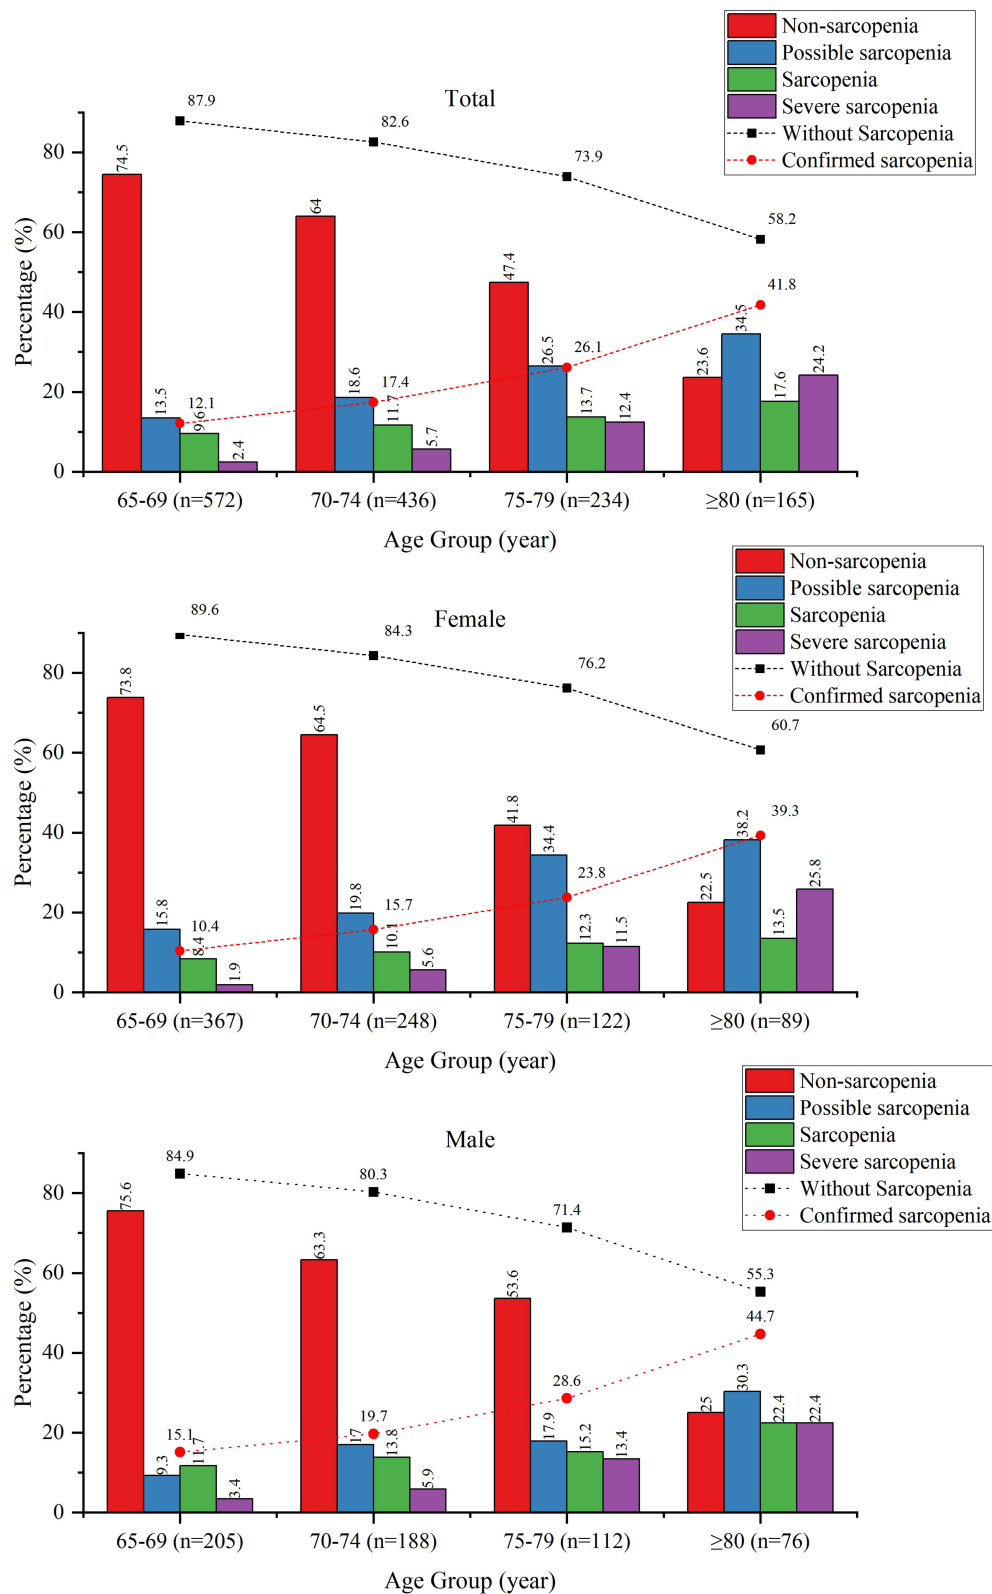 Non-sarcopenia
Possible sarcopenia
Sarcopenia
Severe sarcopenia
Without Sarcopenia
Confirmed sarcopenia
Total
Percentage (%)
80
60
40
20
0
87.9
82.6
73.9
58.2
12.1
17.4
26.1
41.8
74.5
13.5
9.6
2.4
64
18.6
11.7
5.7
47.4
26.5
13.7
12.4
23.6
34.5
17.6
24.2
65-69 (n=572)
70-74 (n=436)
75-79 (n=234)
≥80 (n=165)
Age Group (year)
Non-sarcopenia
Possible sarcopenia
Sarcopenia
Severe sarcopenia
Without Sarcopenia
Confirmed sarcopenia
Female
Percentage (%)
80
60
40
20
0
89.6
84.3
76.2
60.7
10.4
15.7
23.8
39.3
73.8
15.8
8.4
1.9
64.5
19.8
10.1
5.6
41.8
34.4
12.3
11.5
22.5
38.2
13.5
25.8
65-69 (n=367)
70-74 (n=248)
75-79 (n=122)
≥80 (n=89)
Age Group (year)
Non-sarcopenia
Possible sarcopenia
Sarcopenia
Severe sarcopenia
Without Sarcopenia
Confirmed sarcopenia
Male
Percentage (%)
80
60
40
20
0
84.9
80.3
71.4
55.3
15.1
19.7
28.6
44.7
75.6
9.3
11.7
3.4
63.3
17
13.8
5.9
53.6
17.9
15.2
13.4
25
30.3
22.4
22.4
65-69 (n=205)
70-74 (n=188)
75-79 (n=112)
≥80 (n=76)
Age Group (year)